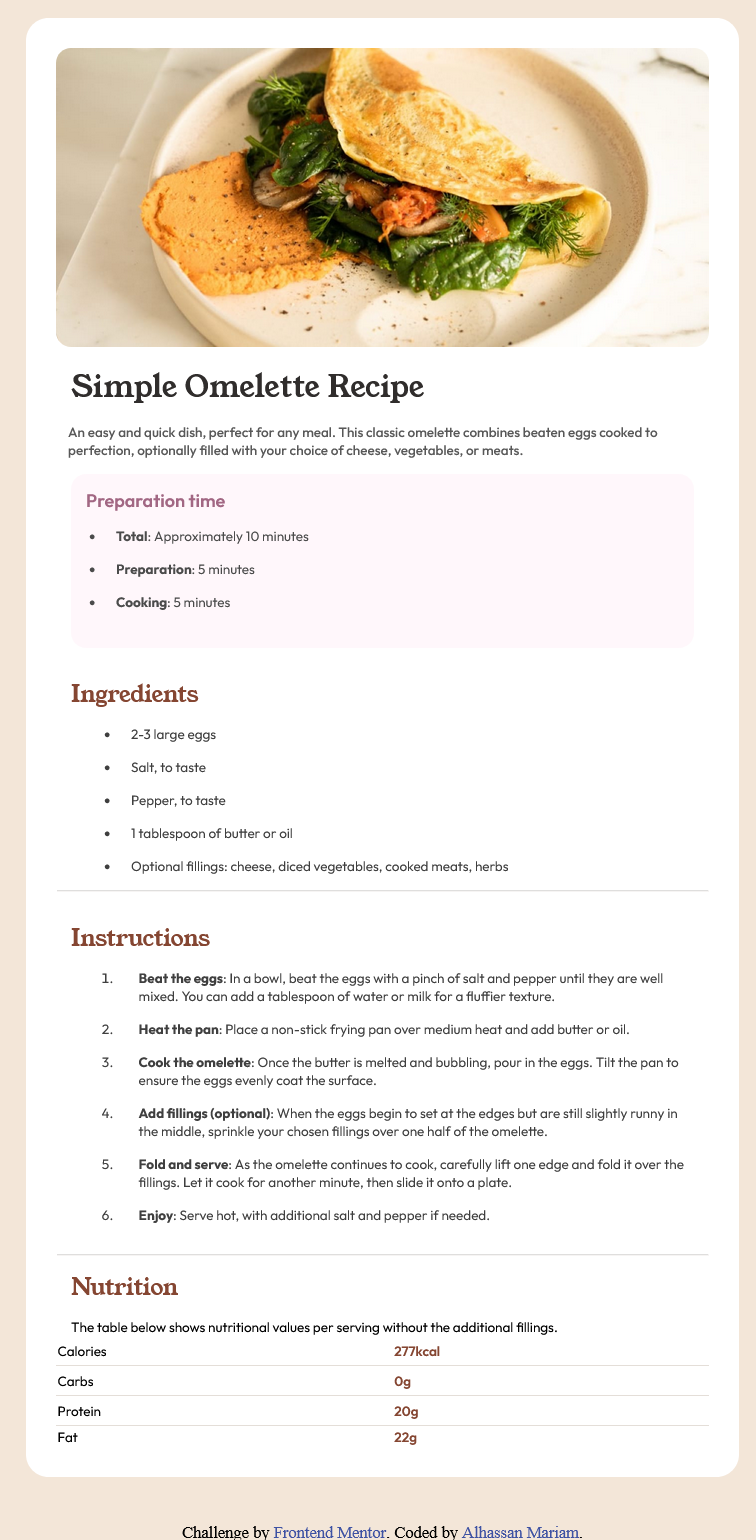 Simple Omelette Recipe
An easy and quick dish, perfect for any meal. This classic omelette combines beaten eggs cooked to
perfection, optionally filled with your choice of cheese, vegetables, or meats.
Preparation time
• Total: Approximately 10 minutes
• Preparation: 5 minutes
• Cooking: 5 minutes
Ingredients
• 2-3 large eggs
• Salt, to taste
• Pepper, to taste
• 1 tablespoon of butter or oil
• Optional fillings: cheese, diced vegetables, cooked meats, herbs
Instructions
1. Beat the eggs: In a bowl, beat the eggs with a pinch of salt and pepper until they are well
mixed. You can add a tablespoon of water or milk for a fluffier texture.
2. Heat the pan: Place a non-stick frying pan over medium heat and add butter or oil.
3. Cook the omelette: Once the butter is melted and bubbling, pour in the eggs. Tilt the pan to
ensure the eggs evenly coat the surface.
4. Add fillings (optional): When the eggs begin to set at the edges but are still slightly runny in
the middle, sprinkle your chosen fillings over one half of the omelette.
5. Fold and serve: As the omelette continues to cook, carefully lift one edge and fold it over the
fillings. Let it cook for another minute, then slide it onto a plate.
6. Enjoy: Serve hot, with additional salt and pepper if needed.
Nutrition
The table below shows nutritional values per serving without the additional fillings.
Calories 277kcal
Carbs 0g
Protein 20g
Fat 22g
Challenge by Frontend Mentor. Coded by Alhassan Mariam.